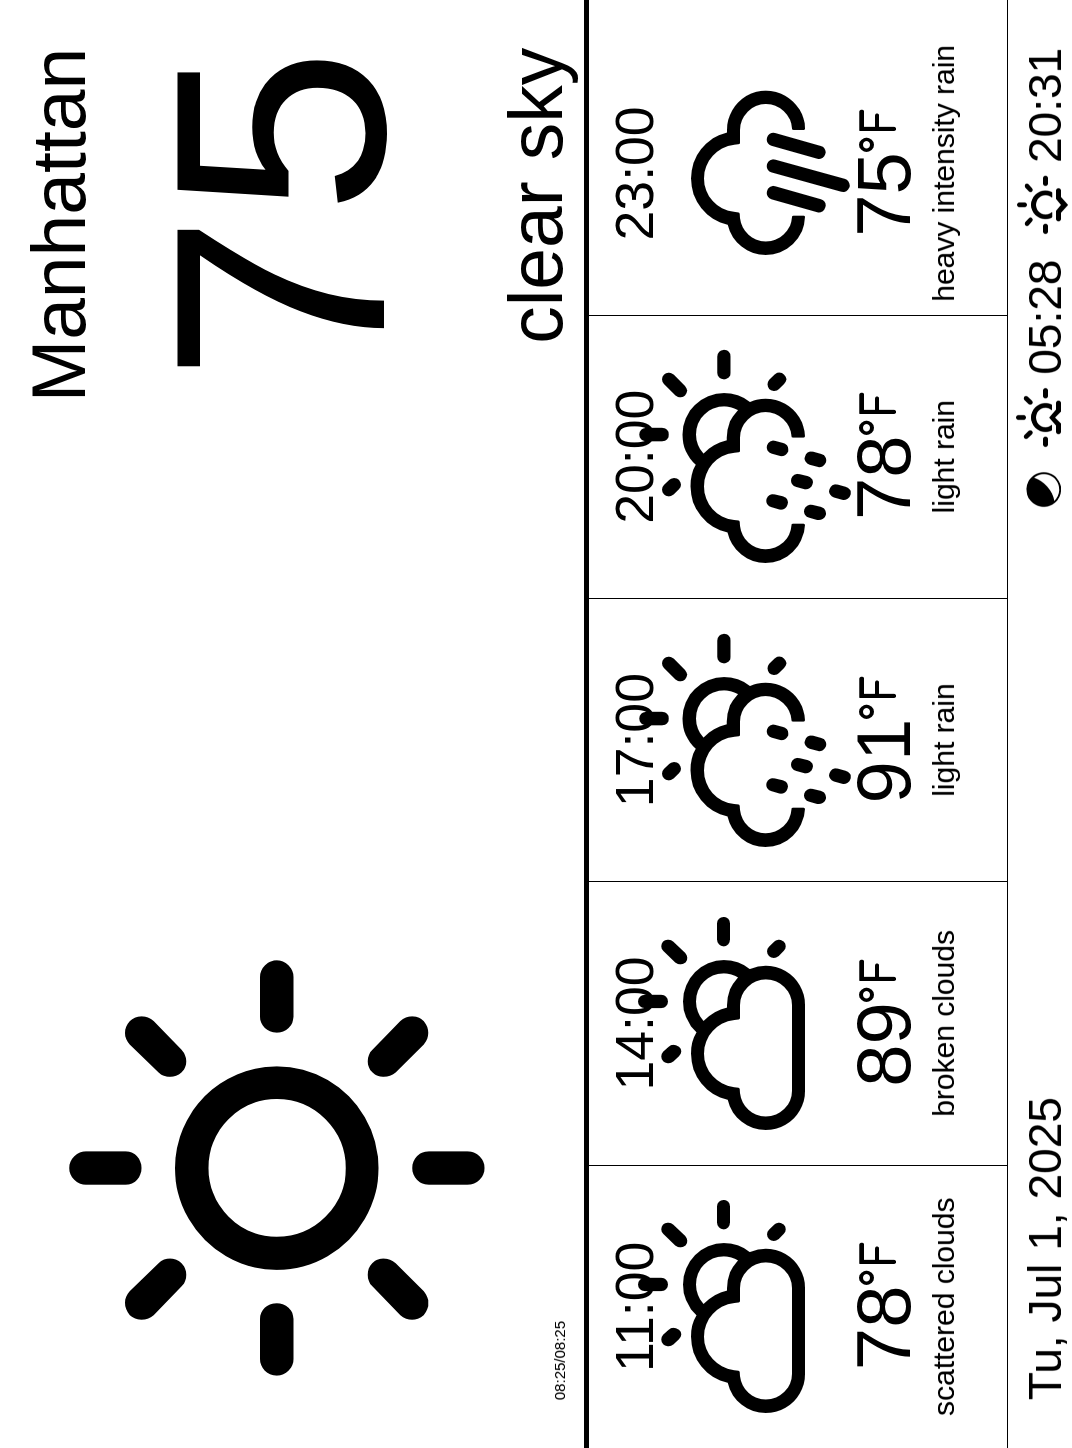 Manhattan
75
clear sky
08:25/08:25
11:00
78°F
scattered clouds
14:00
89°F
broken clouds
17:00
91°F
light rain
20:00
78°F
light rain
23:00
75°F
heavy intensity rain
Tu, Jul 1, 2025
05:28
20:31